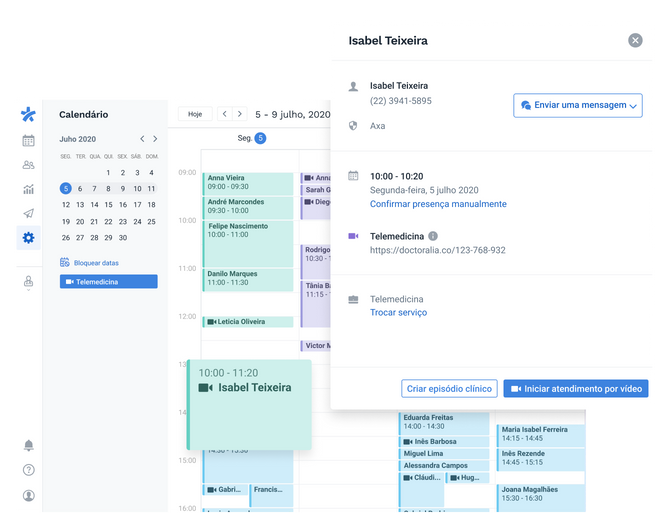 Calendário
Juho 2020
SEG. TER. QUA. QUI. SEX. SÁB. DOM.
1 2 3 4
5 6 7 8 9 10 11
12 13 14 15 16 17 18
19 20 21 22 23 24 25
26 27 28 29 30
Bloquear datas
Telemedicina
Hoje
5 - 9 julho, 2020
Seg. 5
09:00
10:00
11:00
12:00
15:00
16:00
Anna Vieira
09:00 - 09:30
André Marcondes
09:30 - 10:00
Felipe Nascimento
10:00 - 11:00
Danilo Marques
11:00 - 11:30
Leticia Oliveira
Sarah G
Rodrigo
10:30 -
Tânia B
11:15 -
Victor M
10:00 - 11:20
Isabel Teixeira
14:30 - 15:30
Gabri...
Francis...
Eduarda Freitas
14:00 - 14:30
Inês Barbosa
Miguel Lima
Alessandra Campos
Cláudi...
Hug...
Maria Isabel Ferreira
14:15 - 14:45
Inês Rezende
14:45 - 15:15
Joana Magalhães
15:30 - 16:30
Isabel Teixeira
Isabel Teixeira
(22) 3941-5895
Enviar uma mensagem
Axa
10:00 - 10:20
Segunda-feira, 5 julho 2020
Confirmar presença manualmente
Telemedicina
https://doctoralia.co/123-768-932
Telemedicina
Trocar serviço
Criar episódio clínico
Iniciar atendimento por vídeo